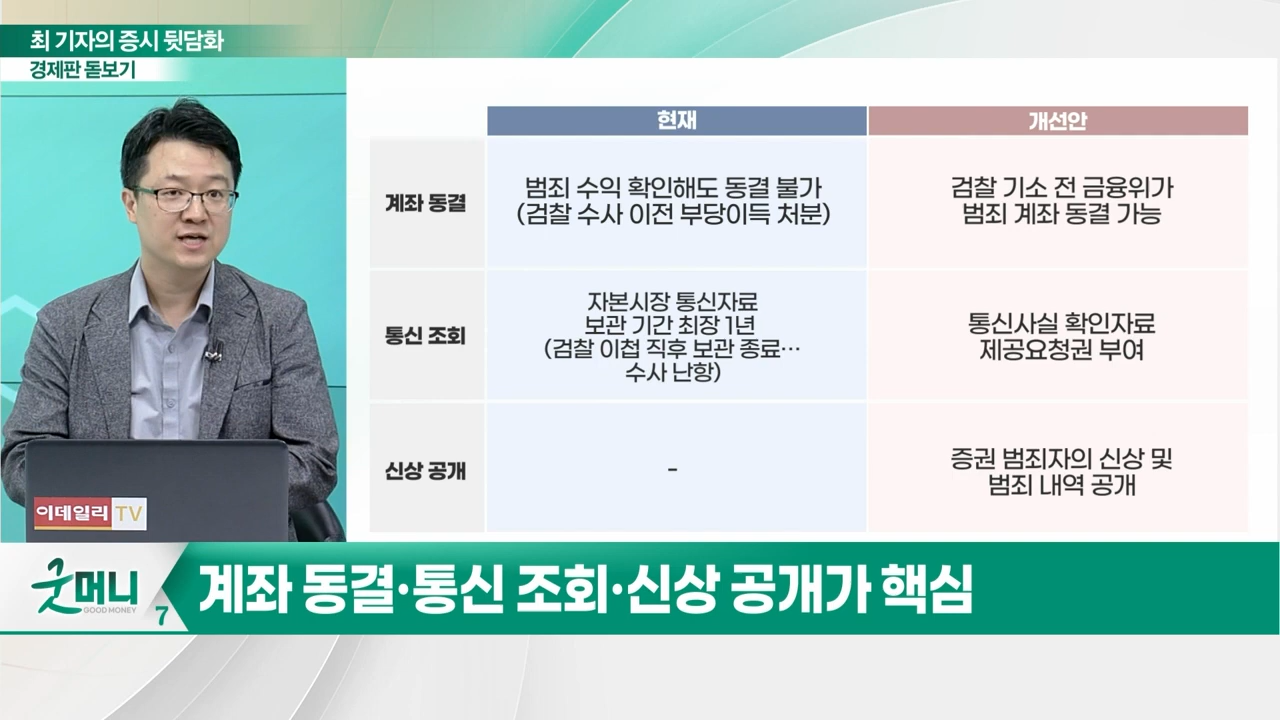 최 기자의 증시 뒷담화
경제판 돋보기
현재
개선안
계좌 동결
범죄 수익 확인해도 동결 불가
(검찰 수사 이전 부당이득 처분)
검찰 기소 전 금융위가
범죄 계좌 동결 가능
통신 조회
자본시장 통신자료
보관 기간 최장 1년
(검찰 이첩 직후 보관 종료…
수사 난항)
통신사실 확인자료
제공요청권 부여
신상 공개
-
증권 범죄자의 신상 및
범죄 내역 공개
이데일리 TV
굿머니
GOOD MONEY
7
계좌 동결·통신 조회·신상 공개가 핵심